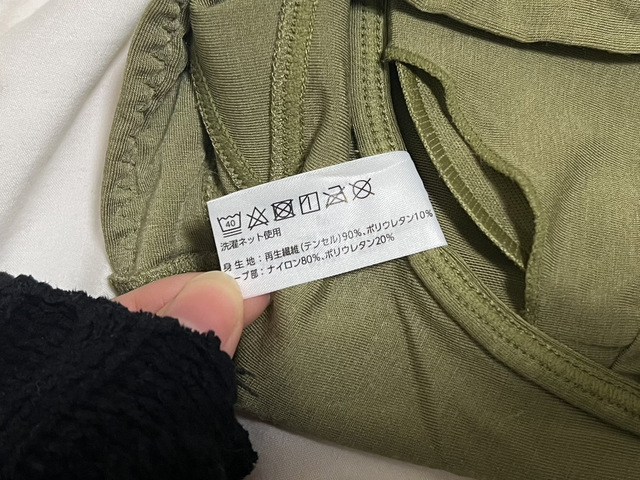 40
洗濯ネット使用
身生地：再生繊維(テンセル)90%、ポリウレタン10%
ープ部：ナイロン80%、ポリウレタン20%